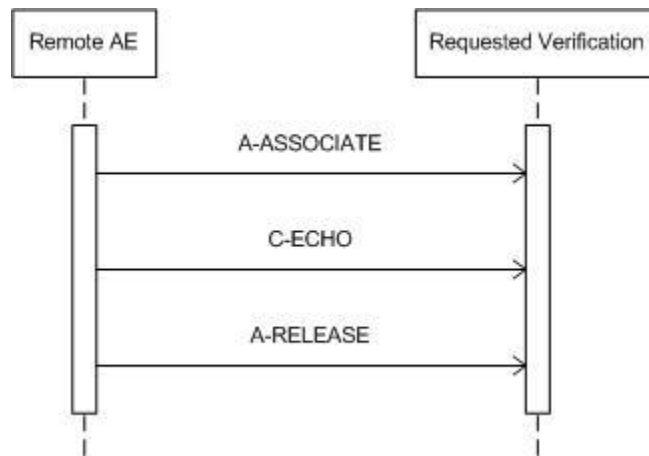 Remote AE
Requested Verification
A-ASSOCIATE
C-ECHO
A-RELEASE